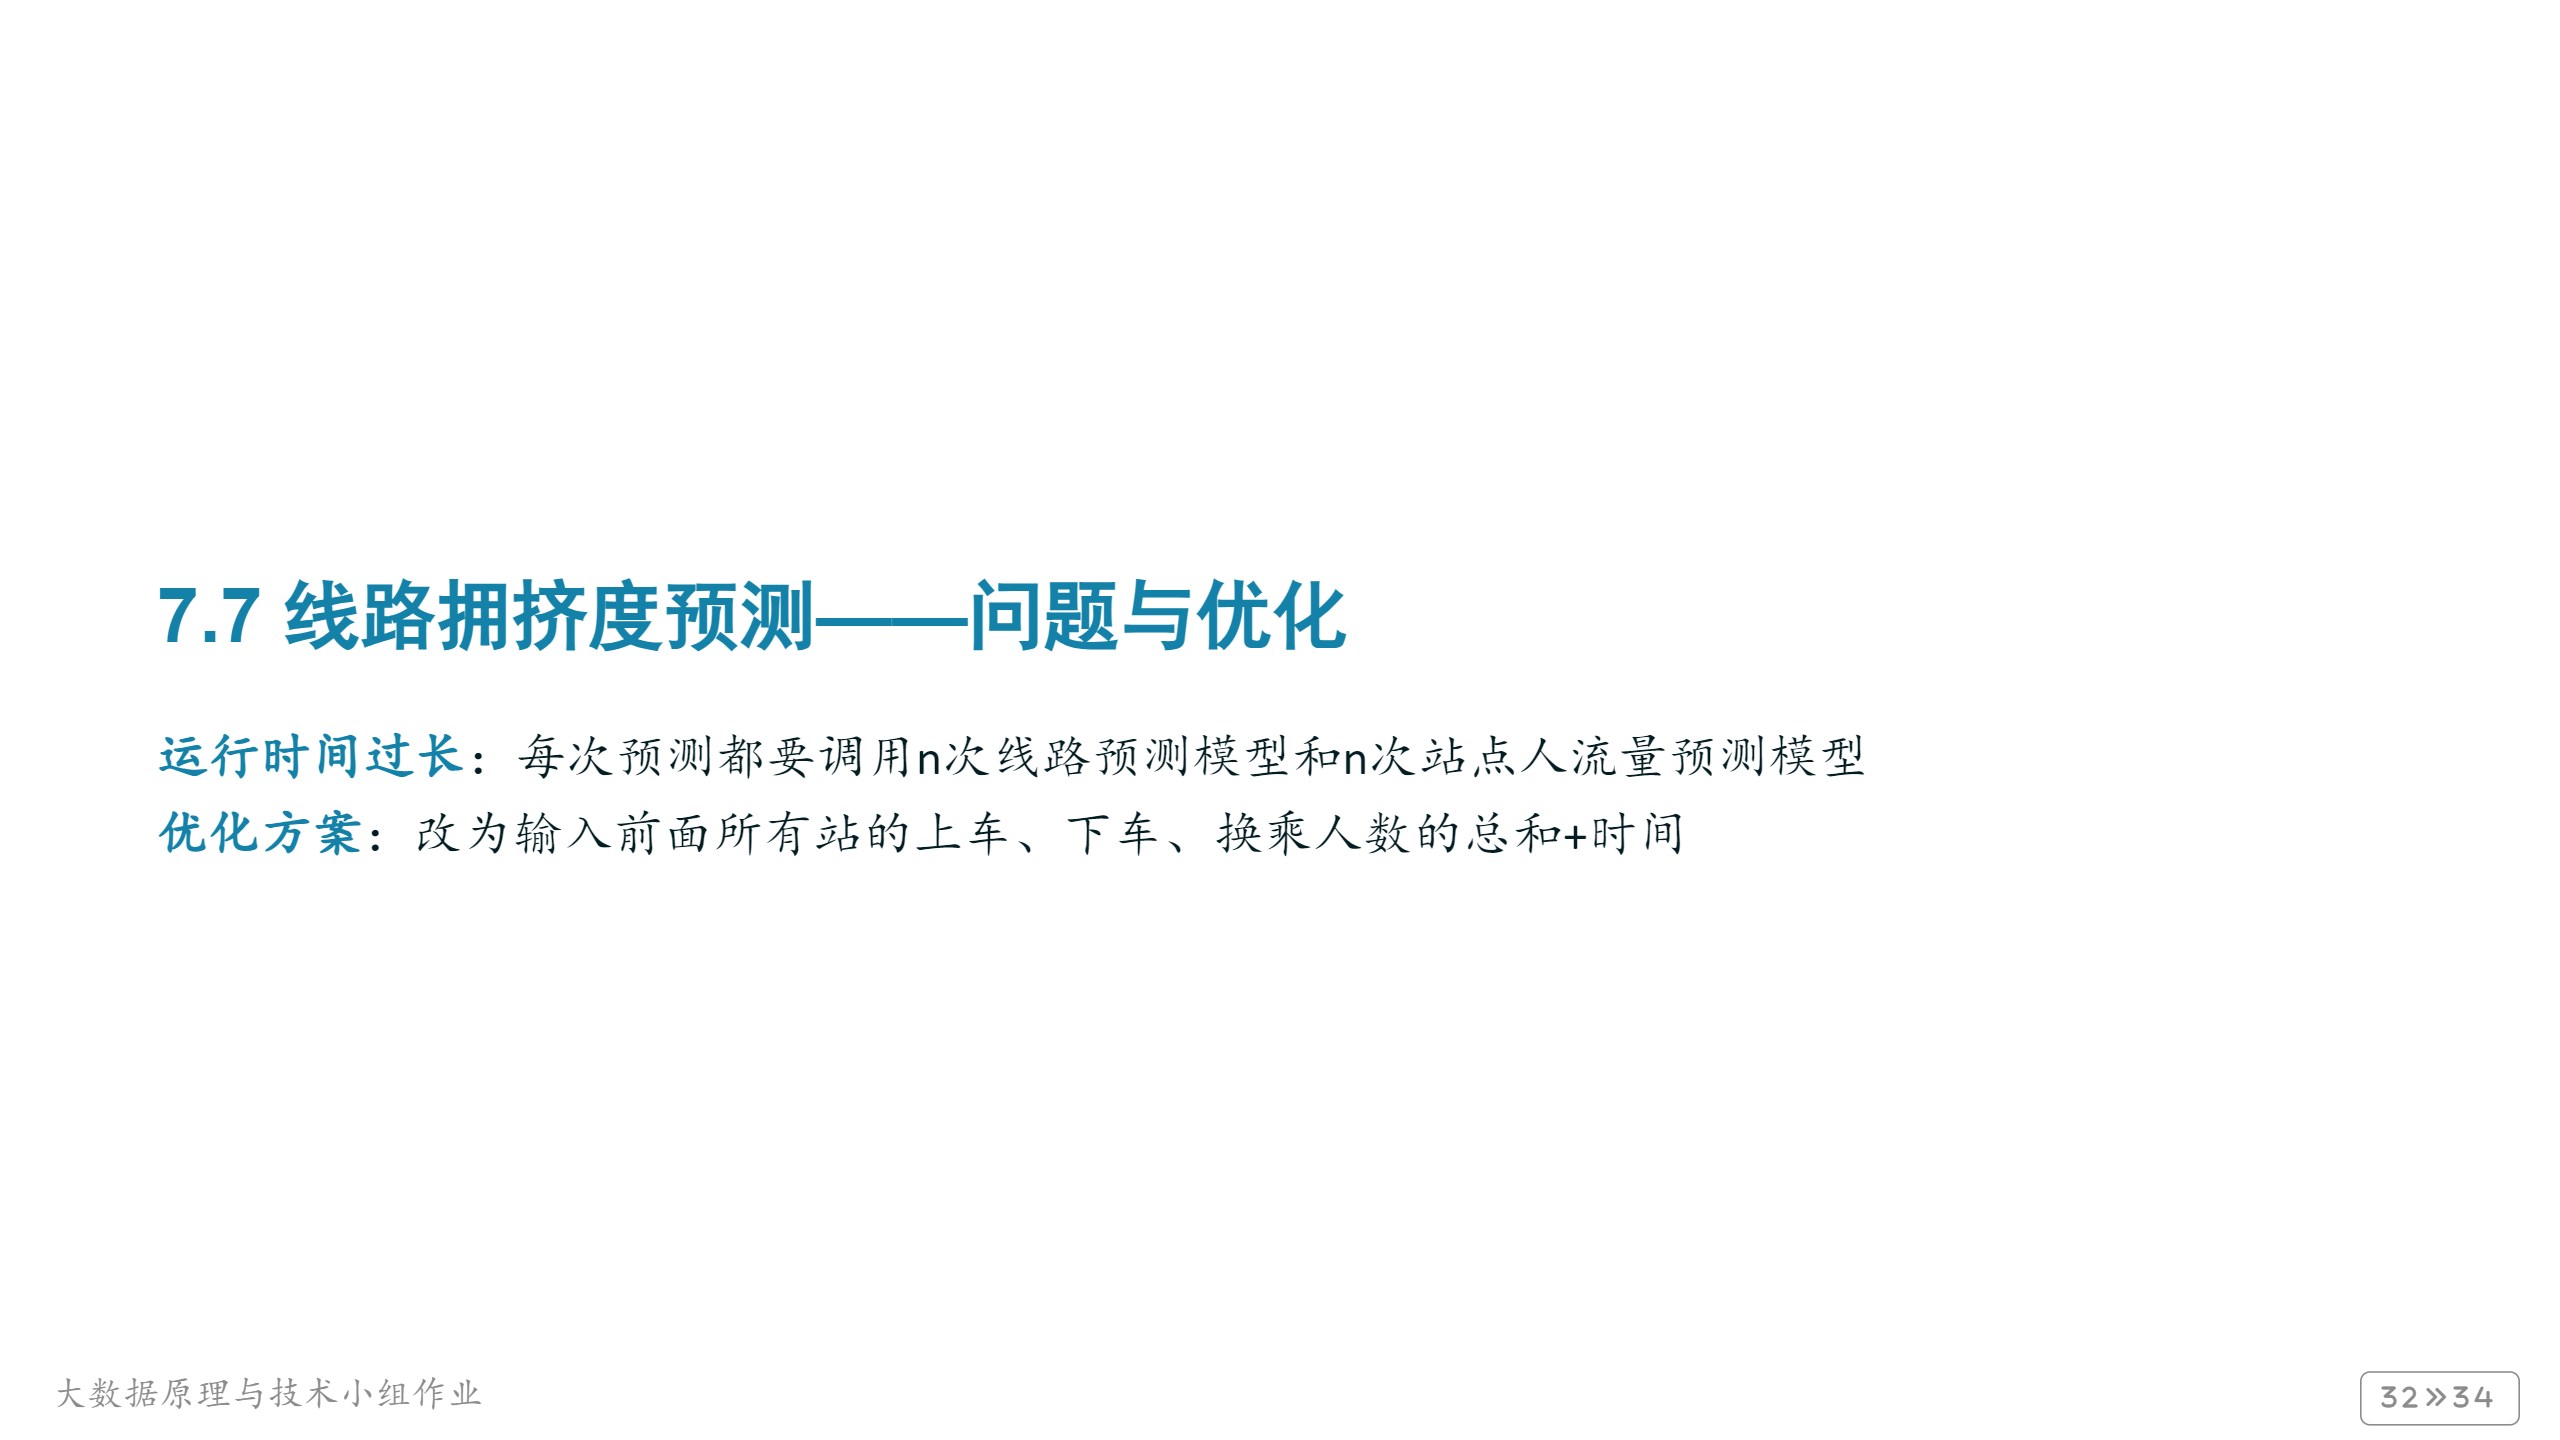 7.7 线路拥挤度预测——问题与优化
运行时间过长：每次预测都要调用n次线路预测模型和n次站点人流量预测模型
优化方案：改为输入前面所有站的上车、下车、换乘人数的总和+时间
大数据原理与技术小组作业
32»34